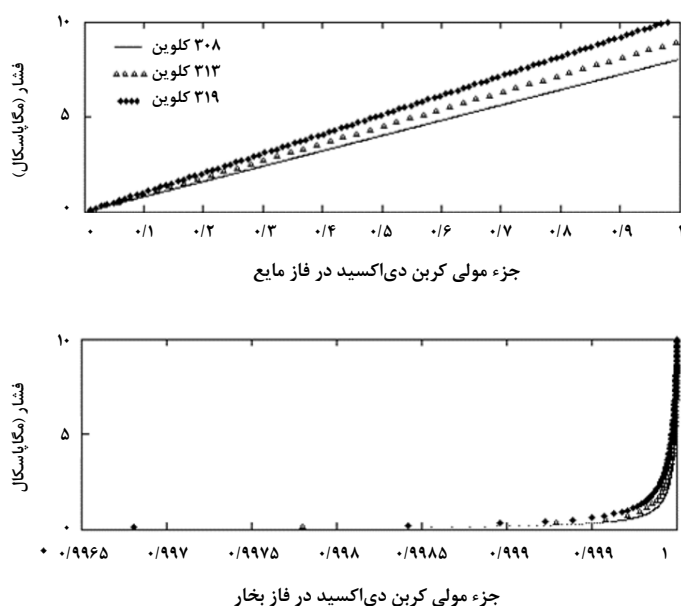 ۱۰
۵
۰
فشار (مگاپاسکال)
۳۰۸ کلوین
۳۱۳ کلوین
۳۱۹ کلوین
۰ ۰/۱ ۰/۲ ۰/۳ ۰/۴ ۰/۵ ۰/۶ ۰/۷ ۰/۸ ۰/۹ ۱
جزء مولی کربن دی‌اکسید در فاز مایع
۱۰
۵
۰
فشار (مگاپاسکال
۰ ۰/۹۹۶۵ ۰/۹۹۷ ۰/۹۹۷۵ ۰/۹۹۸ ۰/۹۹۸۵ ۰/۹۹۹ ۰/۹۹۹ ۱
جزء مولی کربن دی‌اکسید در فاز بخار